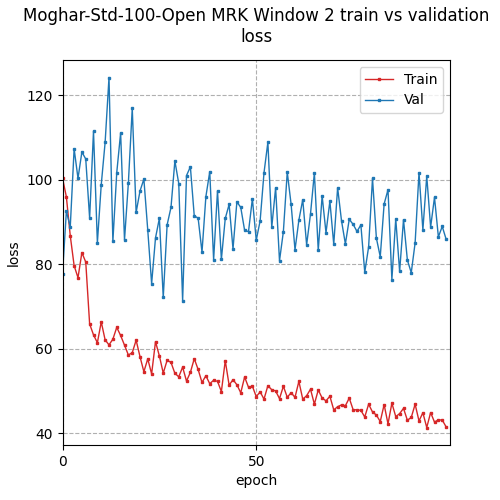 Moghar-Std-100-Open MRK Window 2 train vs validation
loss
Train
Val
120
100
80
60
40
loss
0
50
epoch